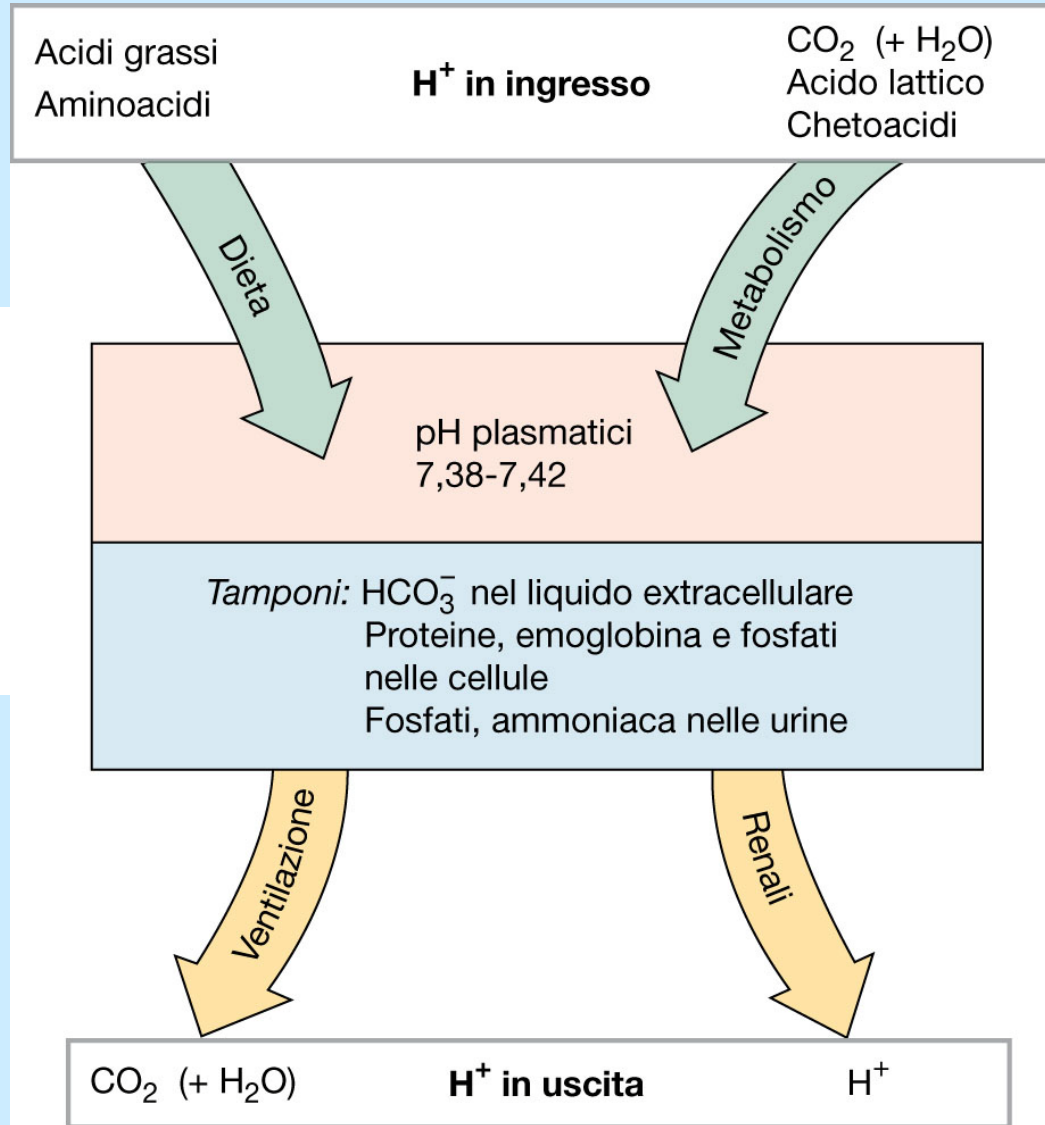 Acidi grassi
Aminoacidi
H⁺ in ingresso
CO₂ (+ H₂O)
Acido lattico
Chetoacidi
Dieta
Metabolismo
pH plasmatici
7,38-7,42
Tamponi: HCO₃⁻ nel liquido extracellulare
Proteine, emoglobina e fosfati
nelle cellule
Fosfati, ammoniaca nelle urine
Ventilazione
Renali
CO₂ (+ H₂O)
H⁺ in uscita
H⁺